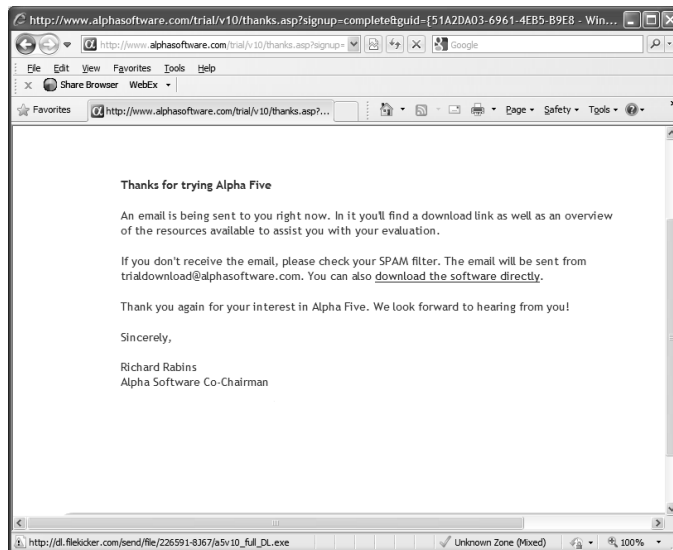 http://www.alphasoftware.com/trial/v10/thanks.asp?signup=complete&guid=[51A2DA03-6961-4EB5-B9E8 - Win...
http://www.alphasoftware.com/trial/v10/thanks.asp?signup= Google
File Edit View Favorites Tools Help
X Share Browser WebEx
Favorites http://www.alphasoftware.com/trial/v10/thanks.asp?... Page Safety Tools
Thanks for trying Alpha Five
An email is being sent to you right now. In it you'll find a download link as well as an overview
of the resources available to assist you with your evaluation.
If you don't receive the email, please check your SPAM filter. The email will be sent from
trialdownload@alphasoftware.com. You can also download the software directly.
Thank you again for your interest in Alpha Five. We look forward to hearing from you!
Sincerely,
Richard Rabins
Alpha Software Co-Chairman
http://dl.filekicker.com/send/file/226591-8J67/a5v10_full_DL.exe Unknown Zone (Mixed) 100%